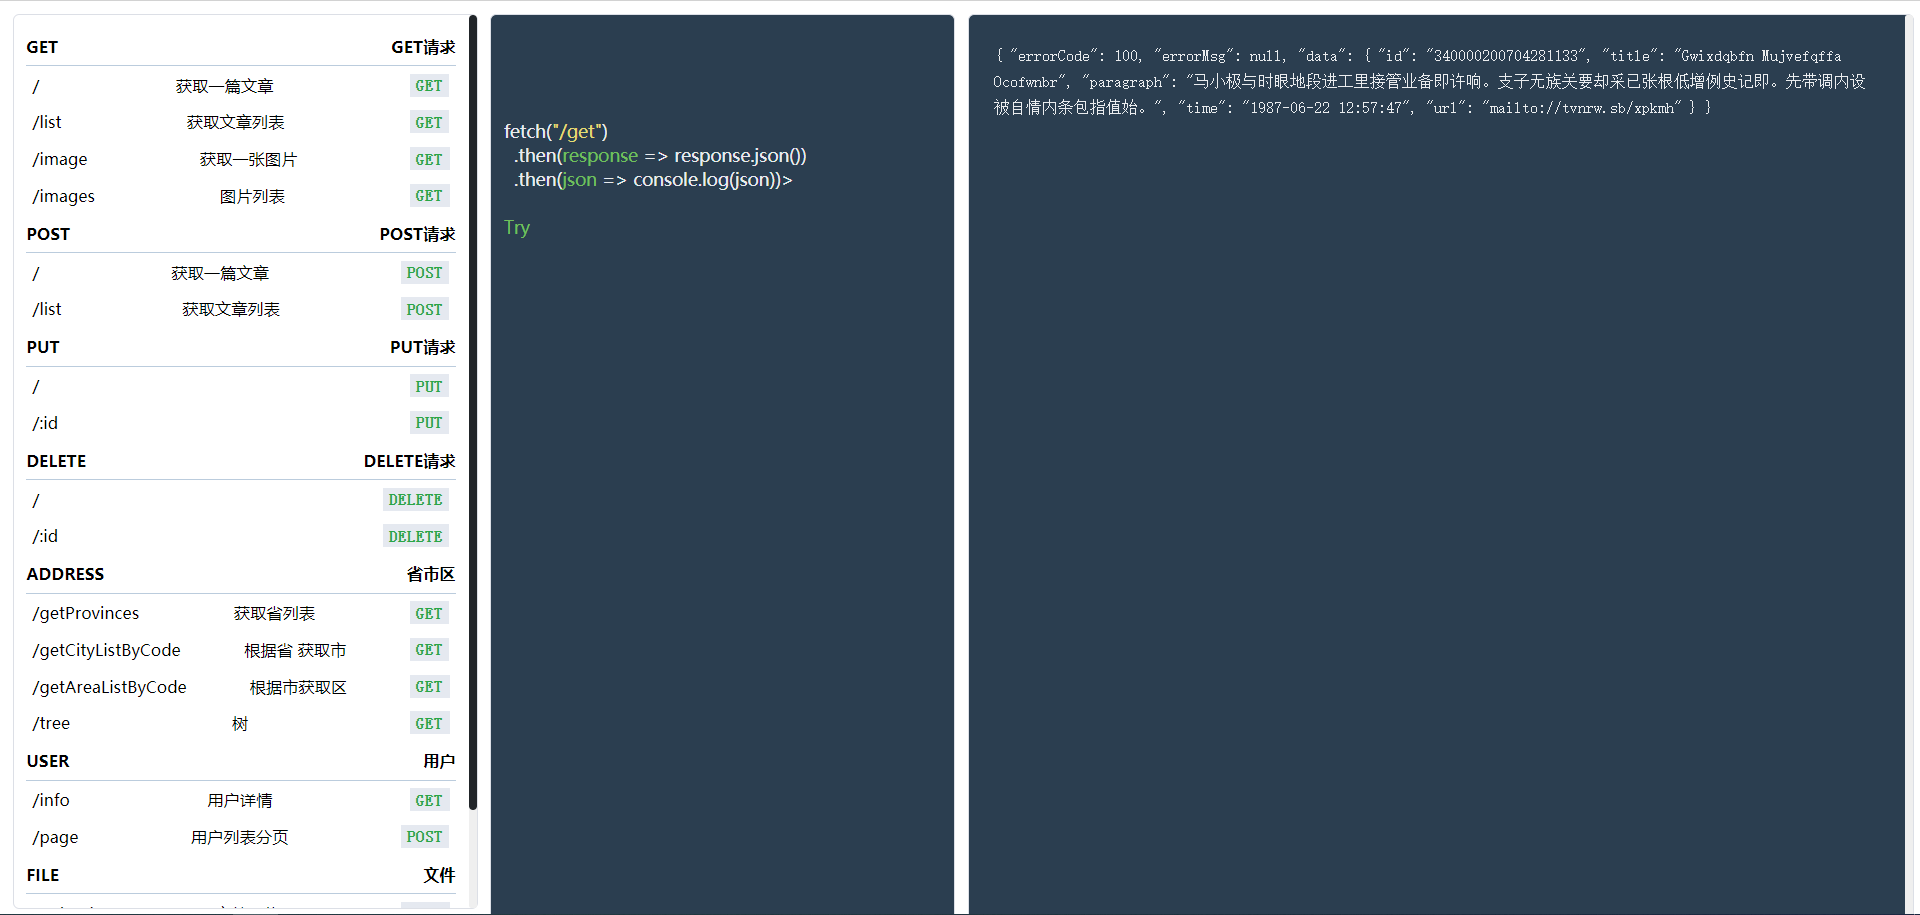 GET GET请求
/ 获取一篇文章 GET
/list 获取文章列表 GET
/image 获取一张图片 GET
/images 图片列表 GET
POST POST请求
/ 获取一篇文章 POST
/list 获取文章列表 POST
PUT PUT请求
/ PUT
/:id PUT
DELETE DELETE请求
/ DELETE
/:id DELETE
ADDRESS 省市区
/getProvinces 获取省列表 GET
/getCityListByCode 根据省 获取市 GET
/getAreaListByCode 根据市获取区 GET
/tree 树 GET
USER 用户
/info 用户详情 GET
/page 用户列表分页 POST
FILE 文件
fetch("/get")
.then(response => response.json())
.then(json => console.log(json))>
Try
{ "errorCode": 100, "errorMsg": null, "data": { "id": "340000200704281133", "title": "Gwixdqbfn Mujvefqffa
Ocofwnbr", "paragraph": "马小极与时眼地段进工里接管业备即许响。支子无族关要却采已张根低增例史记即。先带调内设
被自情内条包指值始。", "time": "1987-06-22 12:57:47", "url": "mailto://tvnrw.sb/xpkmh" } }